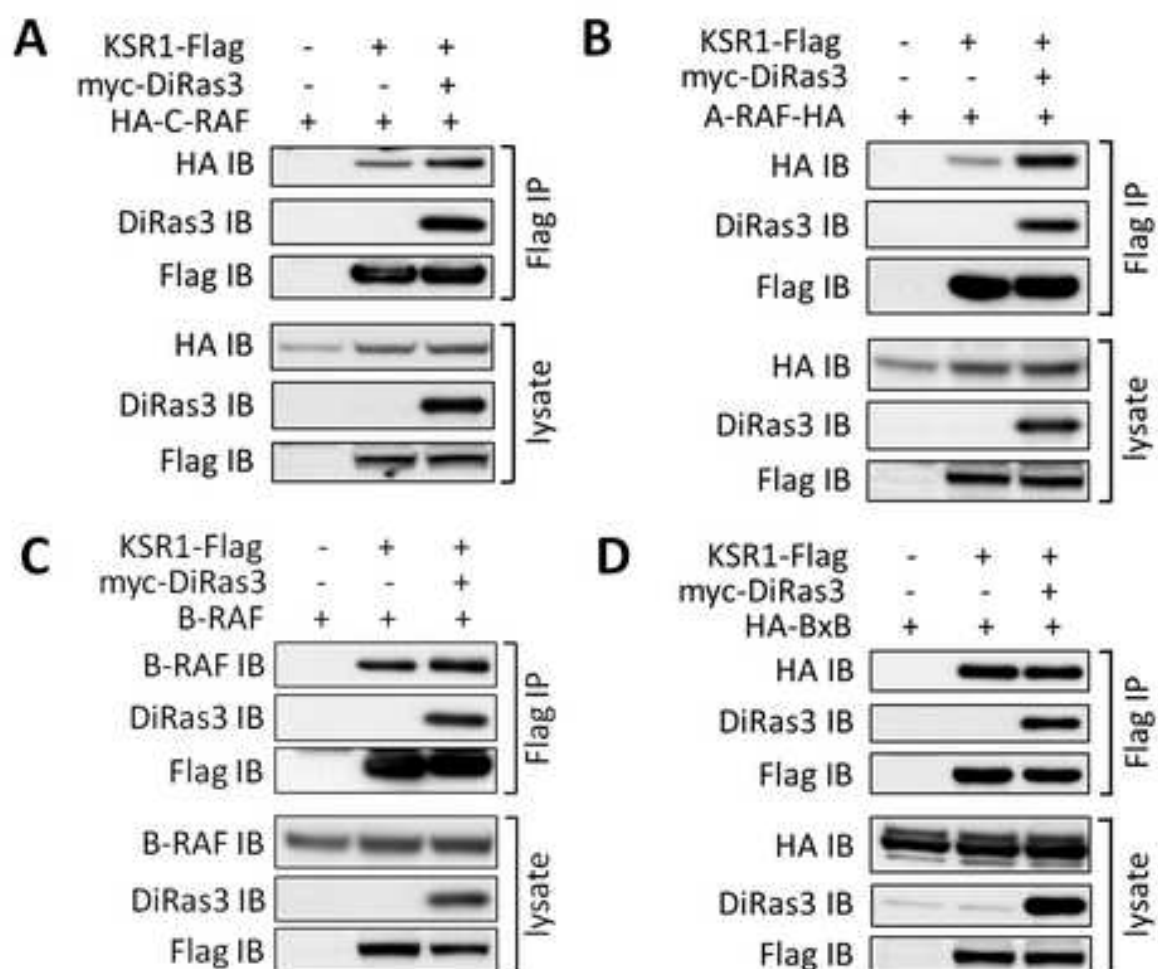 A
KSR1-Flag - + +
myc-DiRas3 - - +
HA-C-RAF + + +
HA IB
DiRas3 IB
Flag IB
Flag IP
HA IB
DiRas3 IB
Flag IB
lysate
B
KSR1-Flag - + +
myc-DiRas3 - - +
A-RAF-HA + + +
HA IB
DiRas3 IB
Flag IB
Flag IP
HA IB
DiRas3 IB
Flag IB
lysate
C
KSR1-Flag - + +
myc-DiRas3 - - +
B-RAF + + +
B-RAF IB
DiRas3 IB
Flag IB
Flag IP
B-RAF IB
DiRas3 IB
Flag IB
lysate
D
KSR1-Flag - + +
myc-DiRas3 - - +
HA-BxB + + +
HA IB
DiRas3 IB
Flag IB
Flag IP
HA IB
DiRas3 IB
Flag IB
lysate